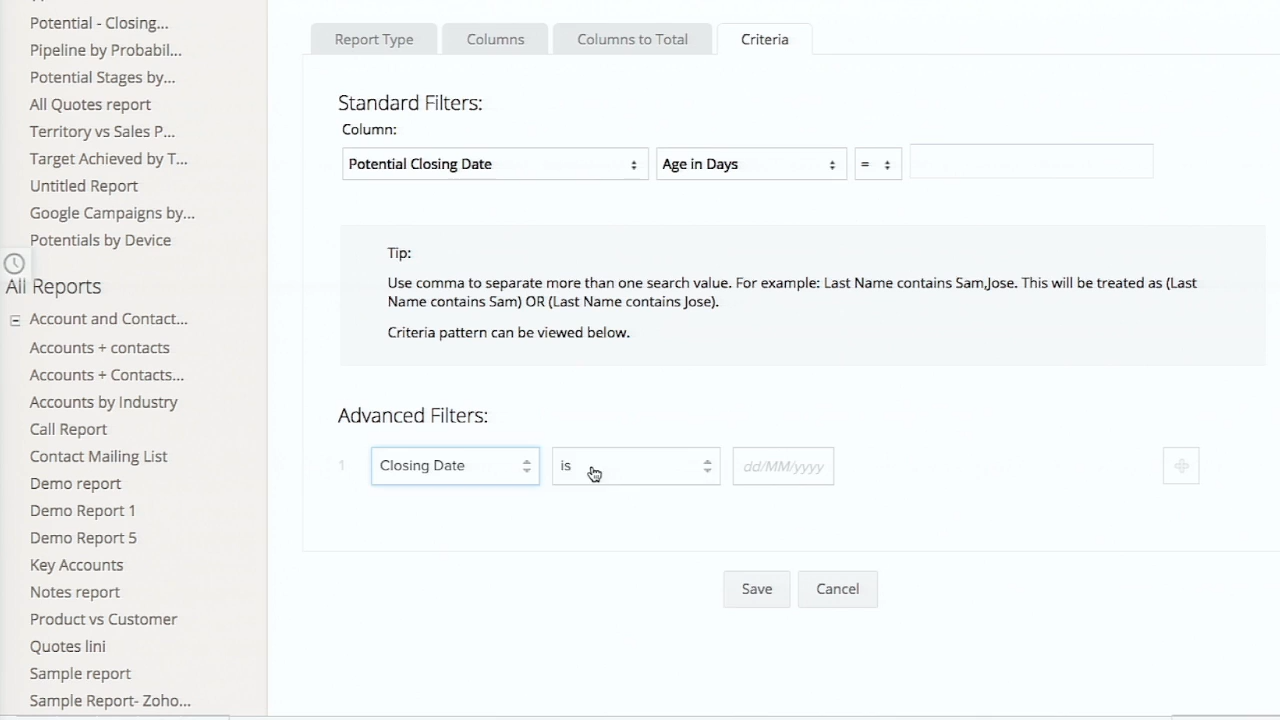 Potential - Closing...
Pipeline by Probabil...
Potential Stages by...
All Quotes report
Territory vs Sales P...
Target Achieved by T...
Untitled Report
Google Campaigns by...
Potentials by Device
All Reports
Account and Contact...
Accounts + contacts
Accounts + Contacts...
Accounts by Industry
Call Report
Contact Mailing List
Demo report
Demo Report 1
Demo Report 5
Key Accounts
Notes report
Product vs Customer
Quotes lini
Sample report
Sample Report- Zoho...
Report Type
Columns
Columns to Total
Criteria
Standard Filters:
Column:
Potential Closing Date
Age in Days
=
Tip:
Use comma to separate more than one search value. For example: Last Name contains Sam,Jose. This will be treated as (Last
Name contains Sam) OR (Last Name contains Jose).
Criteria pattern can be viewed below.
Advanced Filters:
1
Closing Date
is
dd/MM/yyyy
Save
Cancel